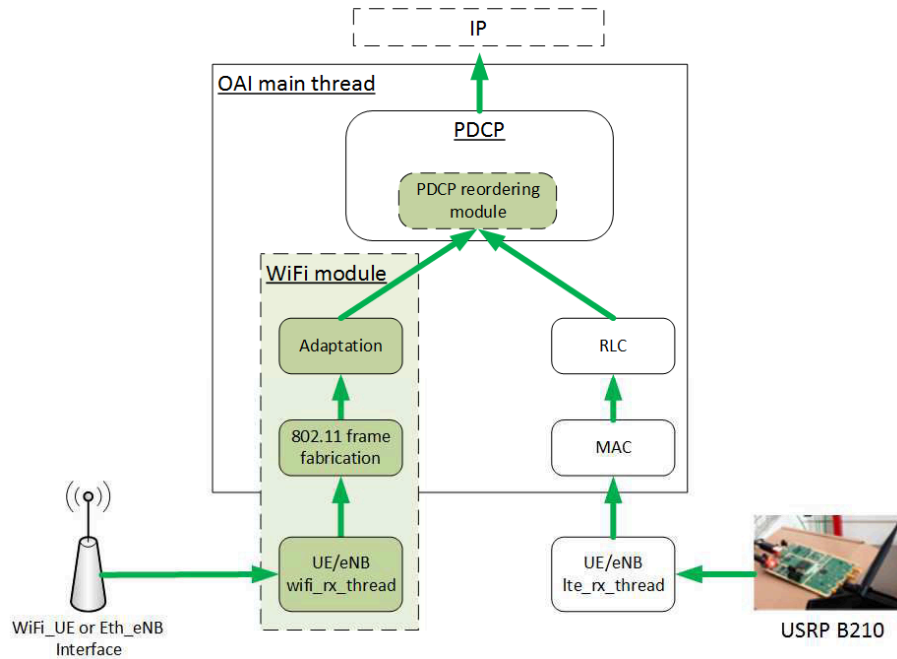 IP
OAI main thread
PDCP
PDCP reordering
module
WiFi module
Adaptation
RLC
802.11 frame
fabrication
MAC
UE/eNB
wifi_rx_thread
UE/eNB
lte_rx_thread
WiFi_UE or Eth_eNB
Interface
USRP B210